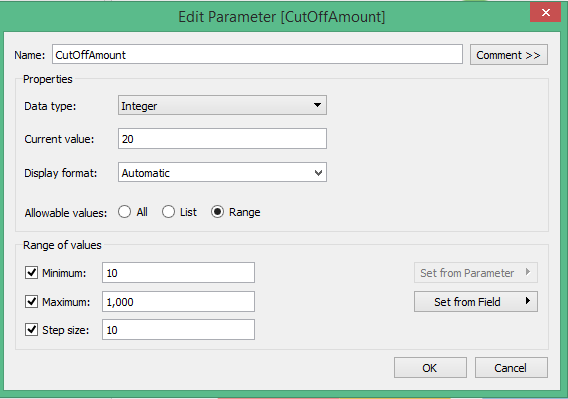 Edit Parameter [CutOffAmount]
x
Name: CutOffAmount Comment >>
Properties
Data type: Integer
Current value: 20
Display format: Automatic
Allowable values: All List Range
Range of values
Minimum: 10 Set from Parameter
Maximum: 1,000 Set from Field
Step size: 10
OK Cancel